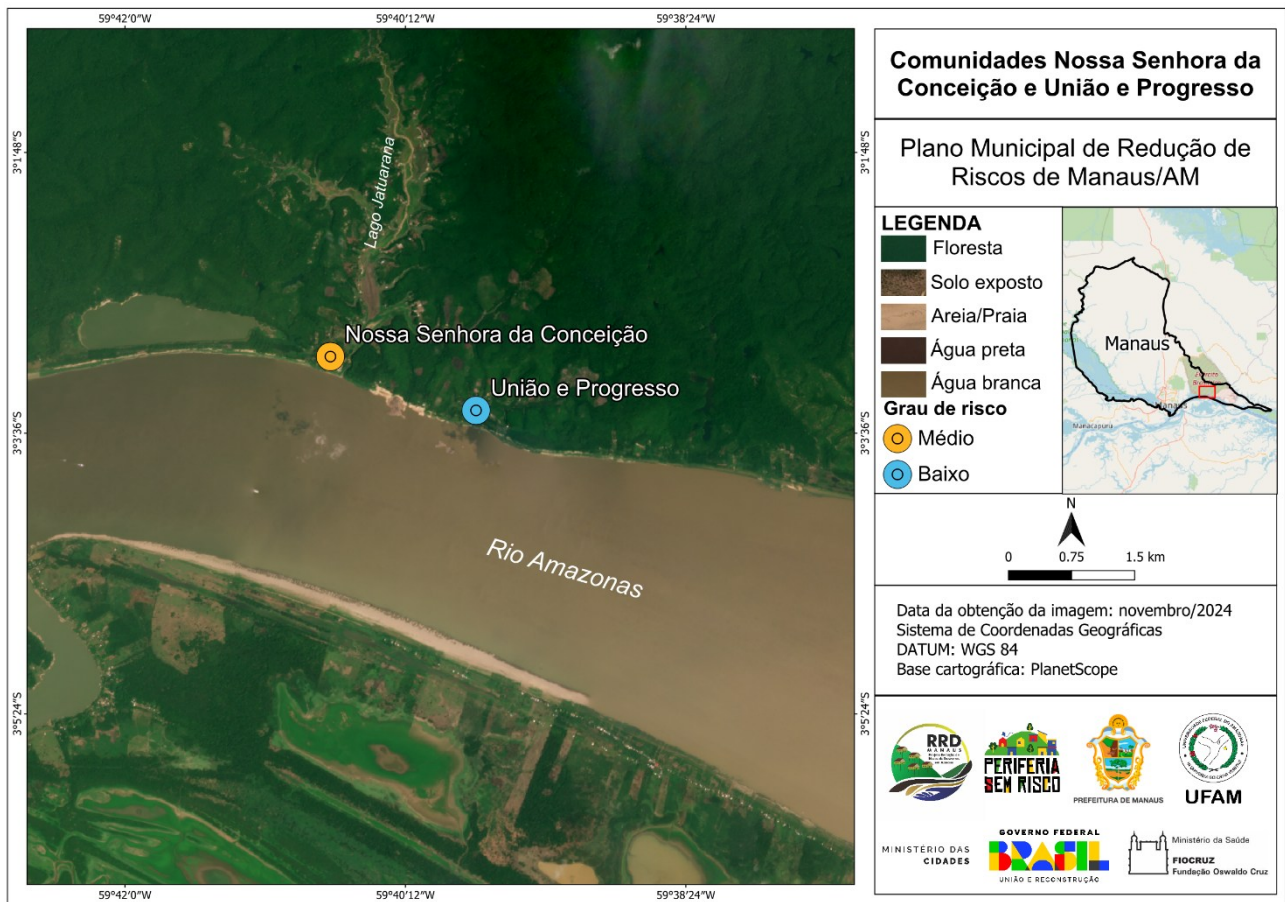 59°42′0″W
59°40′12″W
59°38′24″W
3°1′48″S
3°3′36″S
3°5′24″S
3°1′48″S
3°3′36″S
3°5′24″S
Lago Jatuarana
Nossa Senhora da Conceição
União e Progresso
Rio Amazonas
59°42′0″W
59°40′12″W
59°38′24″W
Comunidades Nossa Senhora da
Conceição e União e Progresso
Plano Municipal de Redução de
Riscos de Manaus/AM
LEGENDA
Floresta
Solo exposto
Areia/Praia
Água preta
Água branca
Grau de risco
Médio
Baixo
Manaus
Manaus
Manacapuru
N
0 0.75 1.5 km
Data da obtenção da imagem: novembro/2024
Sistema de Coordenadas Geográficas
DATUM: WGS 84
Base cartográfica: PlanetScope
RRD
MANAUS
PERIFERIA
SEM RISCO
PREFEITURA DE MANAUS
UFAM
MINISTÉRIO DAS
CIDADES
GOVERNO FEDERAL
BRASIL
UNIÃO E RECONSTRUÇÃO
Ministério da Saúde
FIOCRUZ
Fundação Oswaldo Cruz